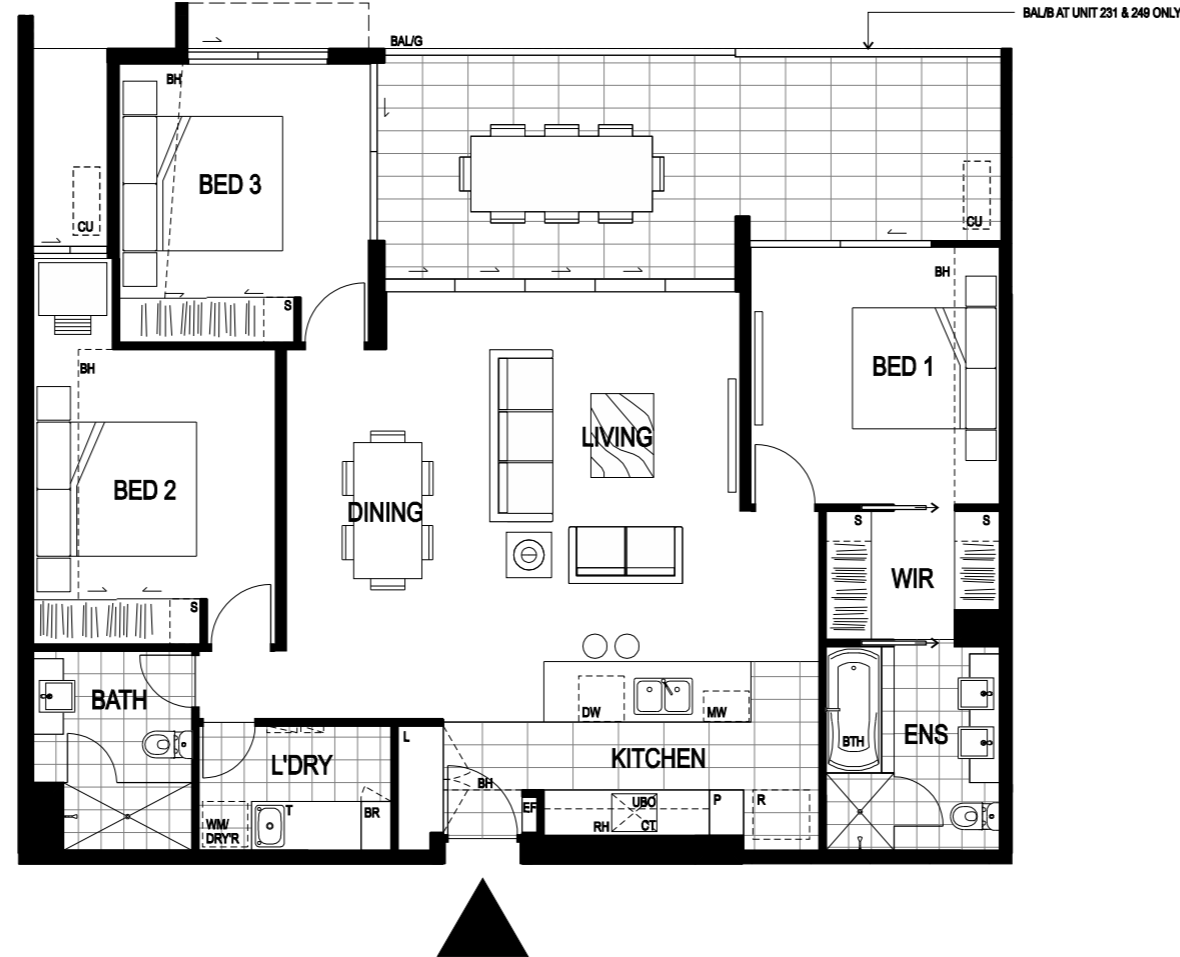 BAL/B AT UNIT 231 & 249 ONLY
BAL/G
BH
BED 3
CU
CU
BH
S
BED 1
BH
LIVING
BED 2
DINING
S
S
WIR
S
BATH
DW
MW
ENS
L
BTH
L'DRY
KITCHEN
BH
UBO
P
R
EF
T
BR
RH
CT
WM/
DRY'R